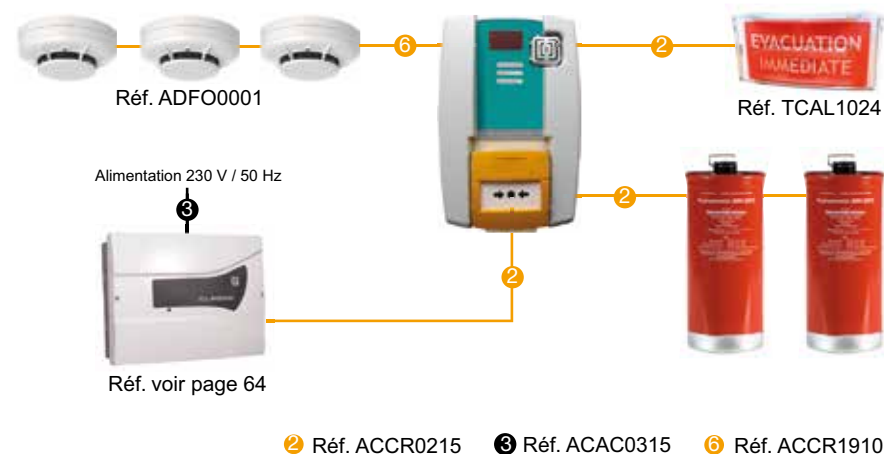 6
2
EVACUATION
IMMEDIATE
Réf. ADFO0001
Réf. TCAL1024
Alimentation 230 V / 50 Hz
3
2
2
Réf. voir page 64
2 Réf. ACCR0215 3 Réf. ACAC0315 6 Réf. ACCR1910